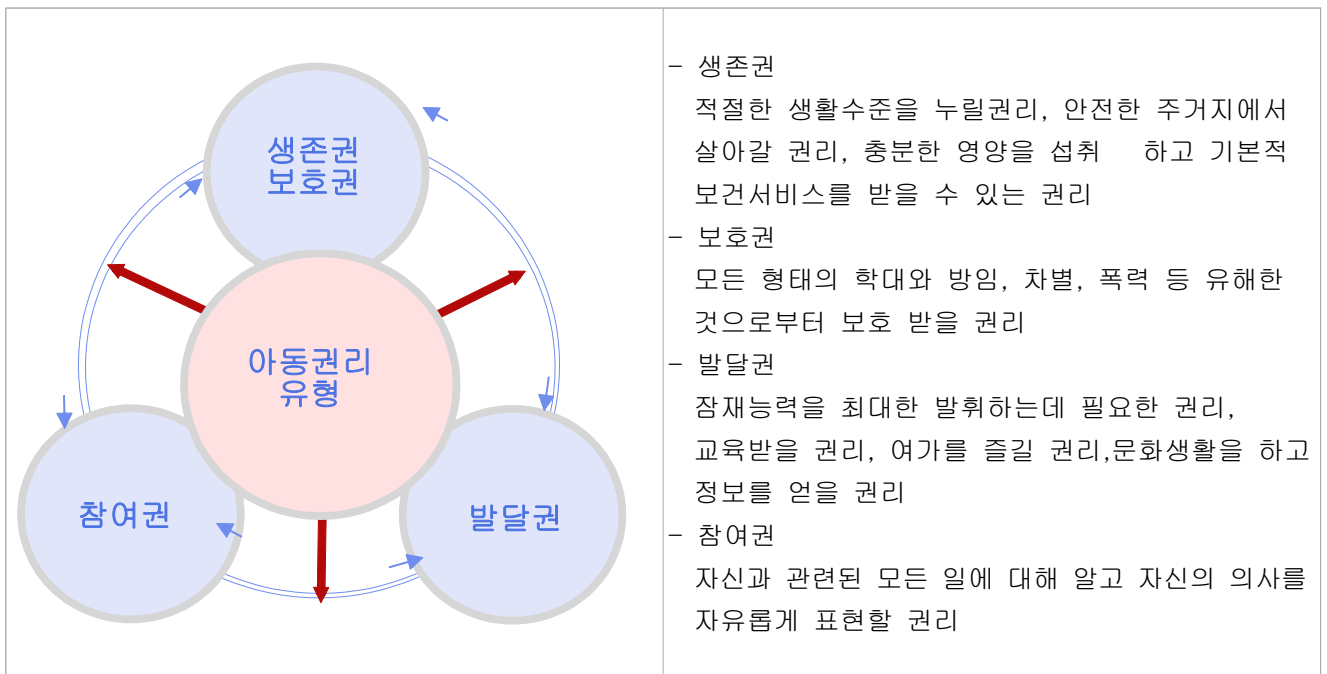 생존권
보호권
아동권리
유형
참여권
발달권
- 생존권
적절한 생활수준을 누릴권리, 안전한 주거지에서
살아갈 권리, 충분한 영양을 섭취 하고 기본적
보건서비스를 받을 수 있는 권리
- 보호권
모든 형태의 학대와 방임, 차별, 폭력 등 유해한
것으로부터 보호 받을 권리
- 발달권
잠재능력을 최대한 발휘하는데 필요한 권리,
교육받을 권리, 여가를 즐길 권리,문화생활을 하고
정보를 얻을 권리
- 참여권
자신과 관련된 모든 일에 대해 알고 자신의 의사를
자유롭게 표현할 권리